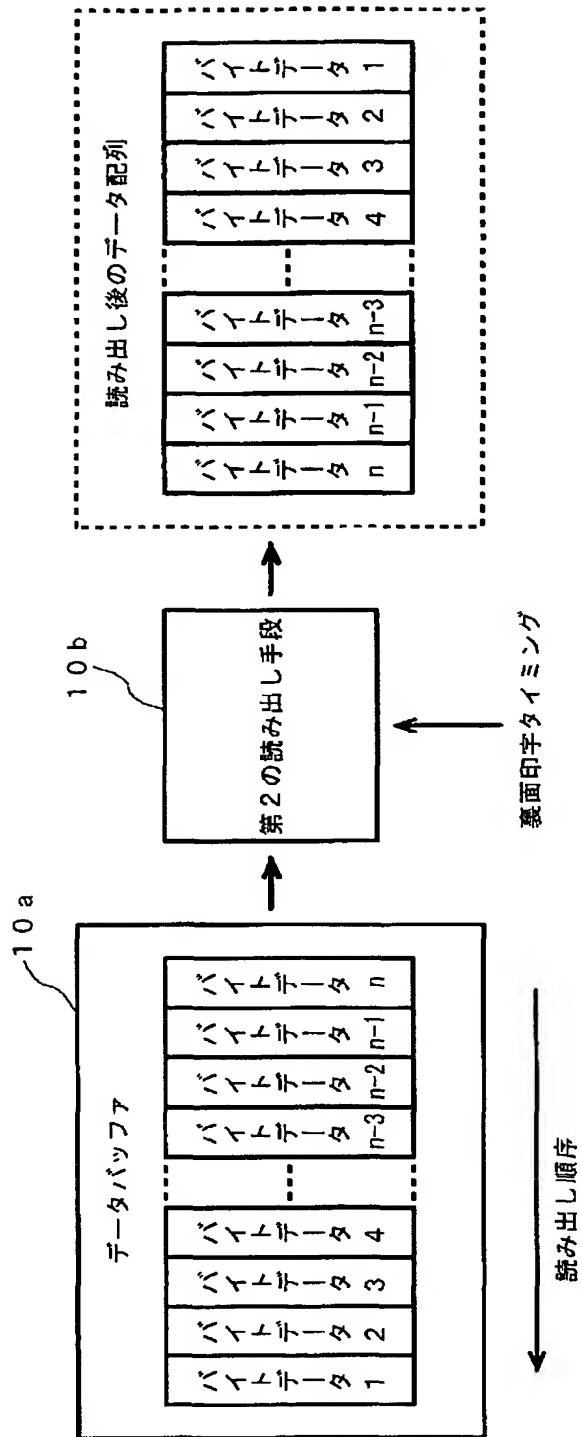 10a
データバッファ
バイトデータ 1
バイトデータ 2
バイトデータ 3
バイトデータ 4
バイトデータ n-3
バイトデータ n-2
バイトデータ n-1
バイトデータ n
読み出し順序
10b
第2の読み出し手段
裏面印字タイミング
読み出し後のデータ配列
バイトデータ n
バイトデータ n-1
バイトデータ n-2
バイトデータ n-3
バイトデータ 4
バイトデータ 3
バイトデータ 2
バイトデータ 1